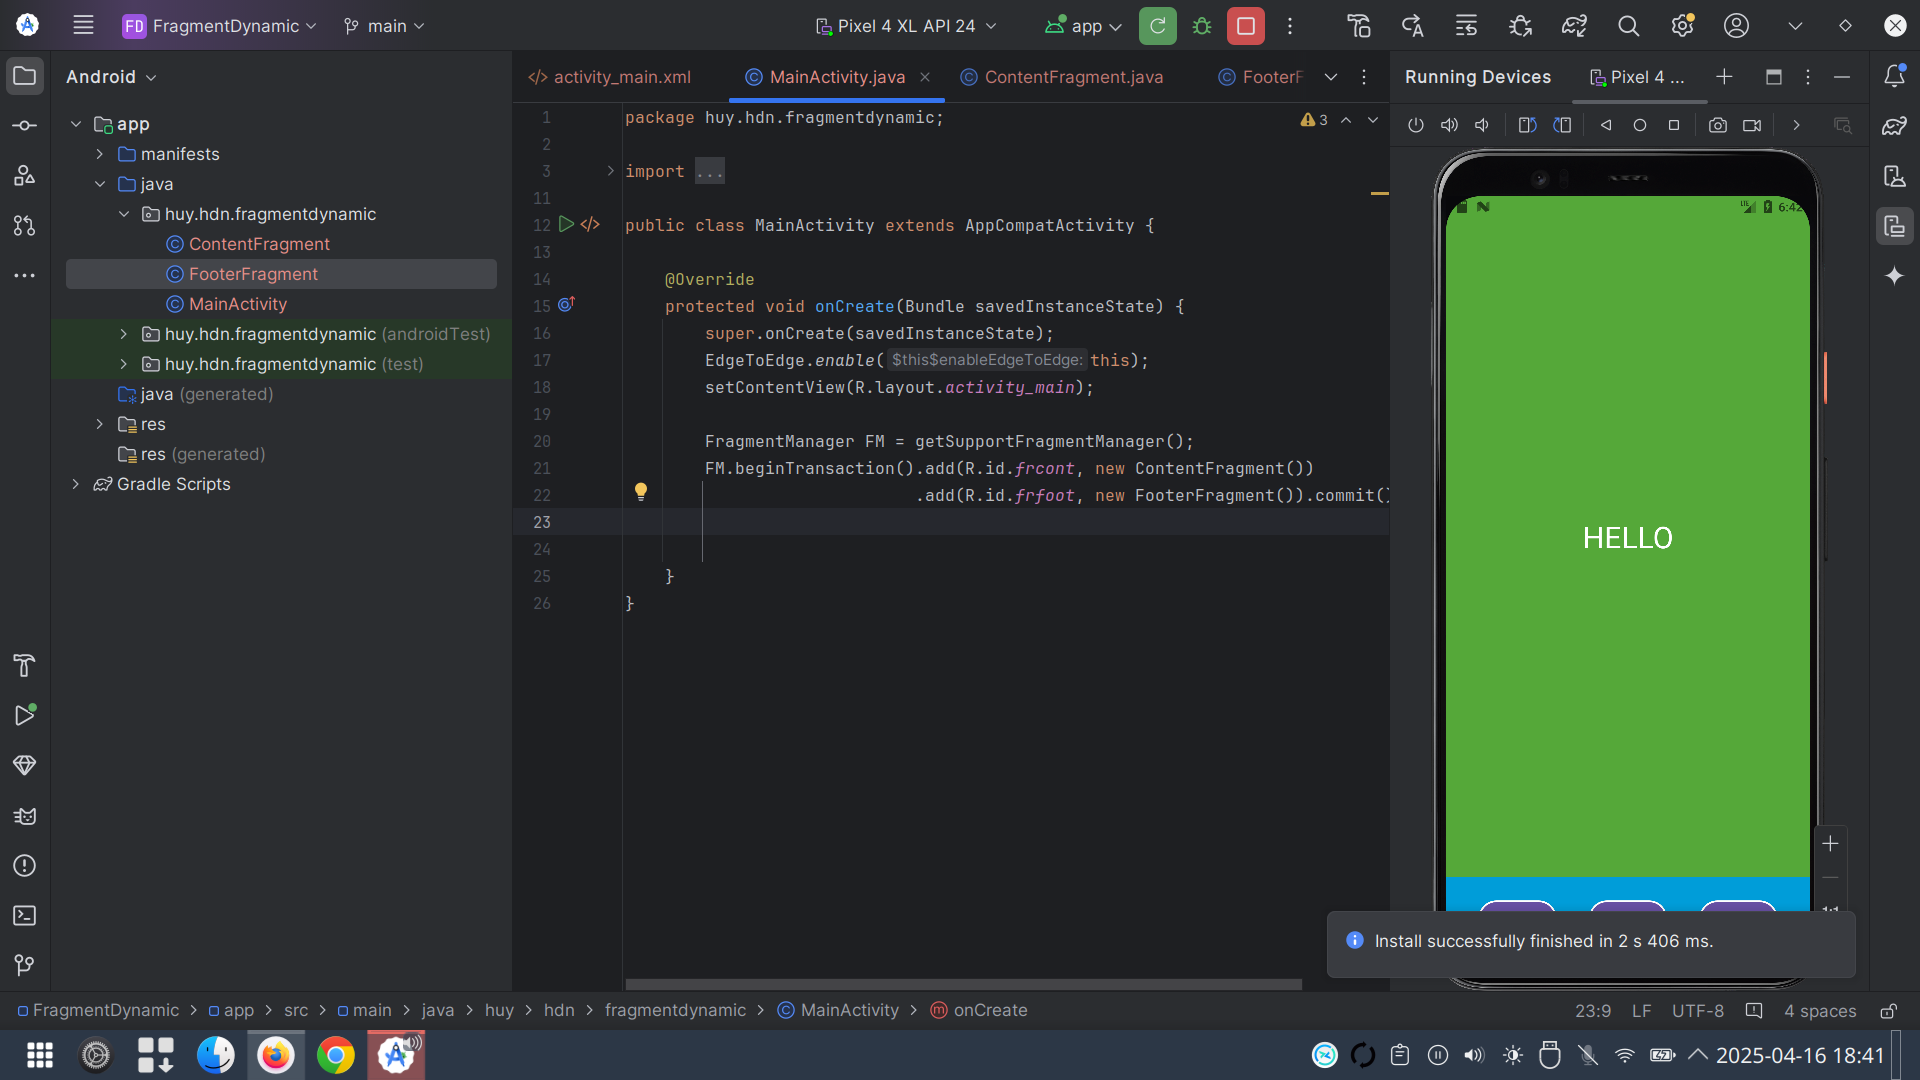 FD FragmentDynamic main Pixel 4 XL API 24 app
Android
activity_main.xml MainActivity.java ContentFragment.java FooterF
Running Devices Pixel 4 ...
app
manifests
java
huy.hdn.fragmentdynamic
ContentFragment
FooterFragment
MainActivity
huy.hdn.fragmentdynamic (androidTest)
huy.hdn.fragmentdynamic (test)
java (generated)
res
res (generated)
Gradle Scripts
1 package huy.hdn.fragmentdynamic;
2
3 import ...
11
12 public class MainActivity extends AppCompatActivity {
13
14 @Override
15 protected void onCreate(Bundle savedInstanceState) {
16 super.onCreate(savedInstanceState);
17 EdgeToEdge.enable( $this$enableEdgeToEdge: this);
18 setContentView(R.layout.activity_main);
19
20 FragmentManager FM = getSupportFragmentManager();
21 FM.beginTransaction().add(R.id.frcont, new ContentFragment())
22 .add(R.id.frfoot, new FooterFragment()).commit()
23
24
25 }
26 }
3
LTE 6:42
HELLO
1:1
Install successfully finished in 2 s 406 ms.
FragmentDynamic > app > src > main > java > huy > hdn > fragmentdynamic > MainActivity > onCreate
23:9 LF UTF-8 4 spaces
2025-04-16 18:41